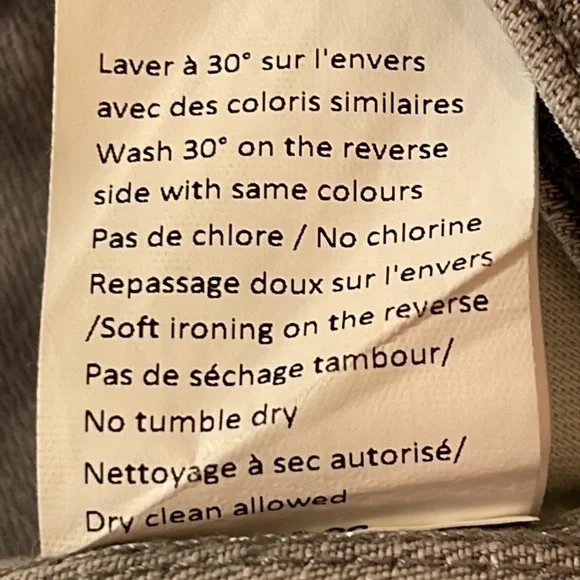 Laver à 30° sur l'envers
avec des coloris similaires
Wash 30° on the reverse
side with same colours
Pas de chlore / No chlorine
Repassage doux sur l'envers
/Soft ironing on the reverse
Pas de séchage tambour/
No tumble dry
Nettoyage à sec autorisé/
Dry clean allowed